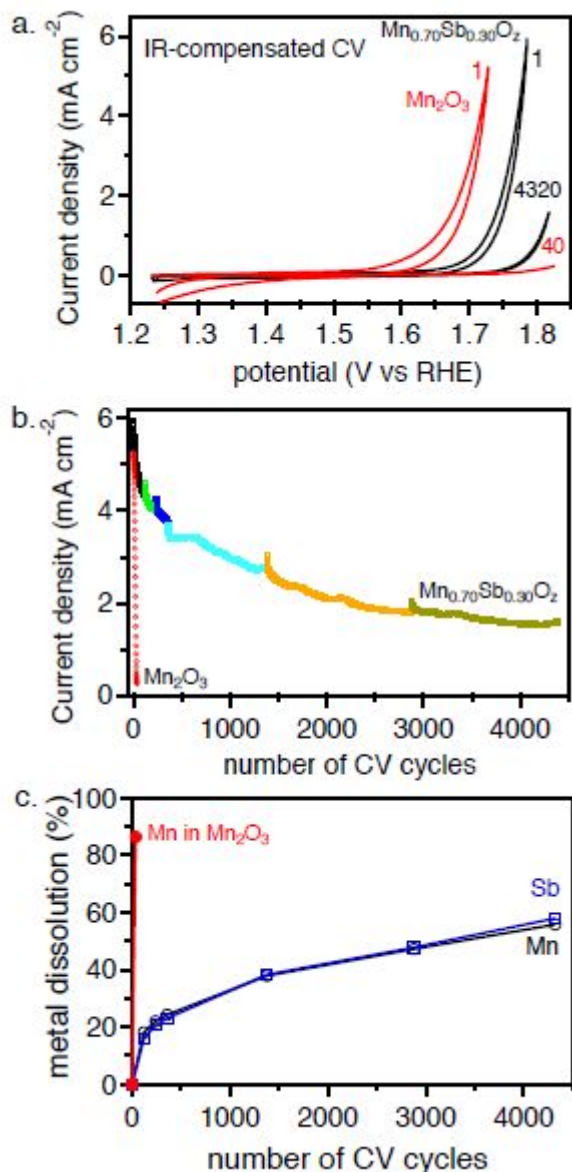 a.
IR-compensated CV
Mn₀.₇₀Sb₀.₃₀O_z
1
1
Mn₂O₃
4320
40
Current density (mA cm⁻²)
6
4
2
0
1.2 1.3 1.4 1.5 1.6 1.7 1.8
potential (V vs RHE)
b.
Current density (mA cm⁻²)
6
4
2
0
Mn₀.₇₀Sb₀.₃₀O_z
Mn₂O₃
0 1000 2000 3000 4000
number of CV cycles
c.
metal dissolution (%)
100
80
60
40
20
0
Mn in Mn₂O₃
Sb
Mn
0 1000 2000 3000 4000
number of CV cycles